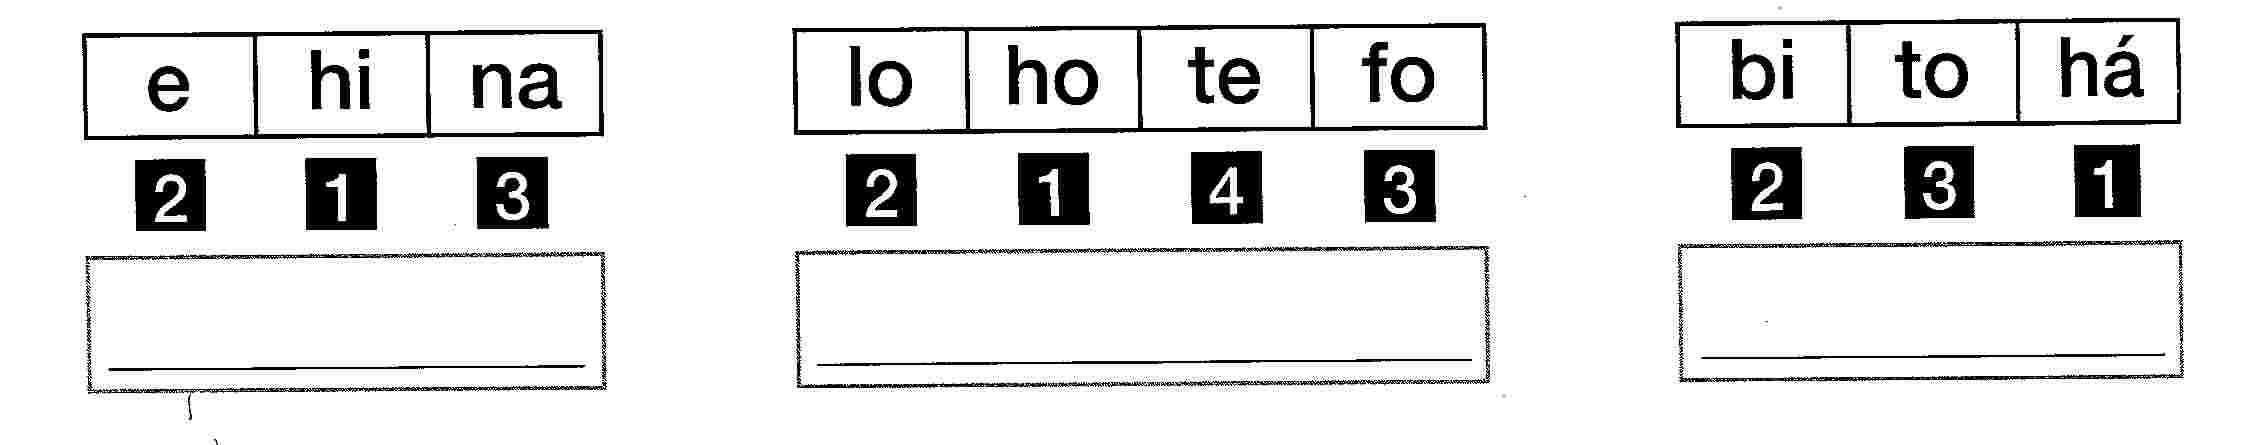 e hi na lo ho te fo bi to há
2 1 3 2 1 4 3 2 3 1